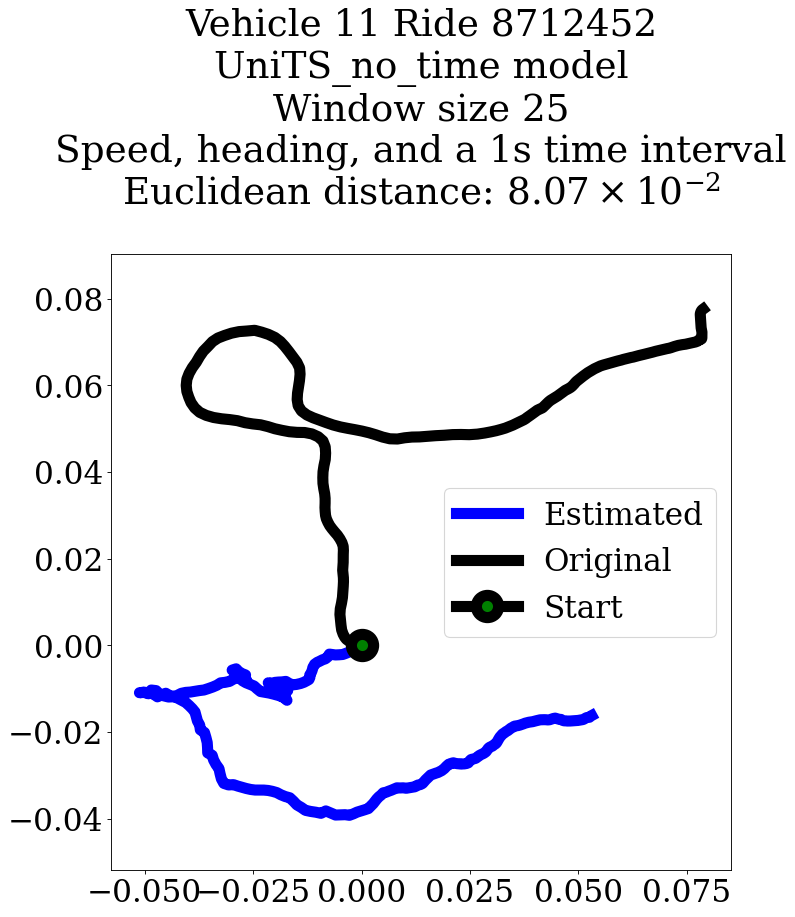 Vehicle 11 Ride 8712452
UniTS_no_time model
Window size 25
Speed, heading, and a 1s time interval
Euclidean distance: 8.07 × 10⁻²
0.08
0.06
0.04
0.02
0.00
−0.02
−0.04
Estimated
Original
Start
−0.050 −0.025 0.000 0.025 0.050 0.075